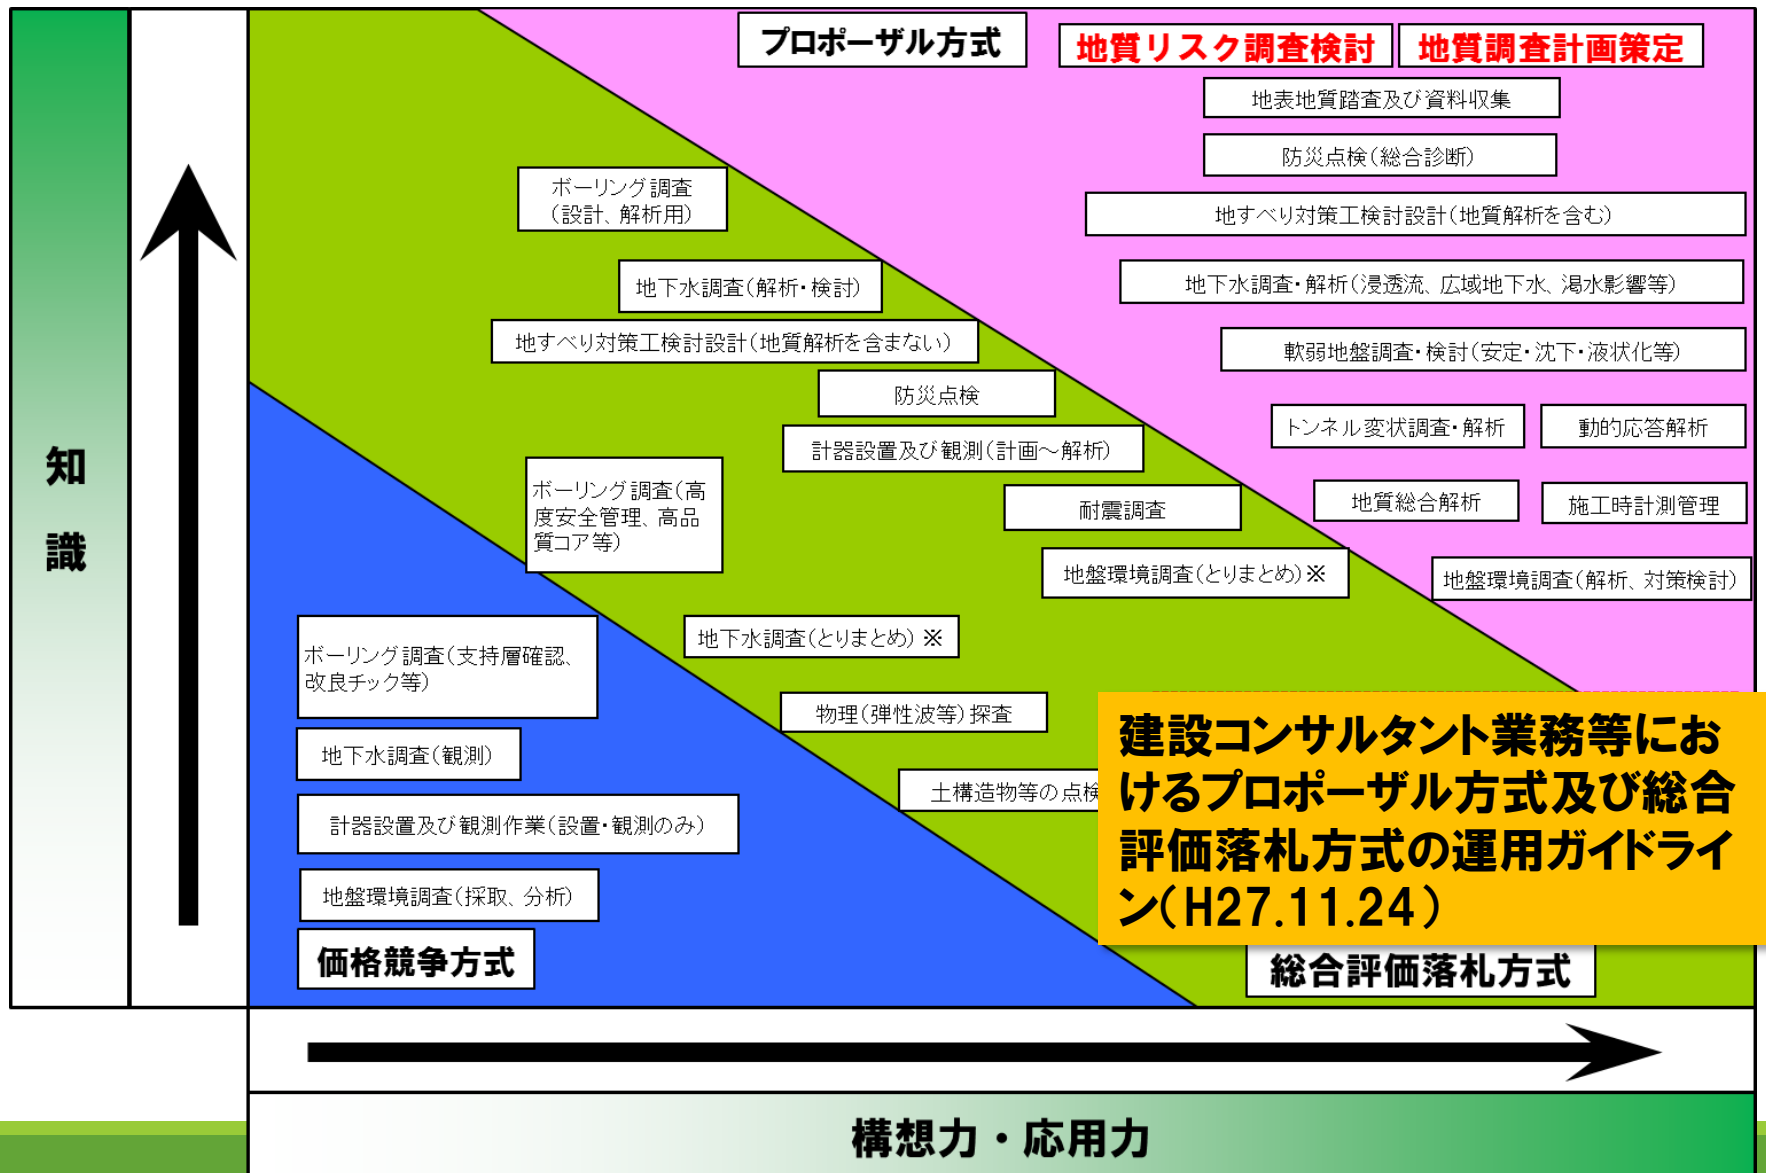 プロポーザル方式
地質リスク調査検討
地質調査計画策定
地表地質踏査及び資料収集
防災点検(総合診断)
ボーリング調査
(設計、解析用)
地すべり対策工検討設計(地質解析を含む)
地下水調査(解析・検討)
地下水調査・解析(浸透流、広域地下水、渇水影響等)
地すべり対策工検討設計(地質解析を含まない)
軟弱地盤調査・検討(安定・沈下・液状化等)
防災点検
トンネル変状調査・解析
動的応答解析
計器設置及び観測(計画～解析)
知
識
ボーリング調査(高
度安全管理、高品
質コア等)
耐震調査
地質総合解析
施工時計測管理
地盤環境調査(とりまとめ)※
地盤環境調査(解析、対策検討)
ボーリング調査(支持層確認、
改良チック等)
地下水調査(とりまとめ)※
物理(弾性波等)探査
地下水調査(観測)
土構造物等の点検
計器設置及び観測作業(設置・観測のみ)
地盤環境調査(採取、分析)
価格競争方式
建設コンサルタント業務等にお
けるプロポーザル方式及び総合
評価落札方式の運用ガイドライ
ン(H27.11.24)
総合評価落札方式
構想力・応用力